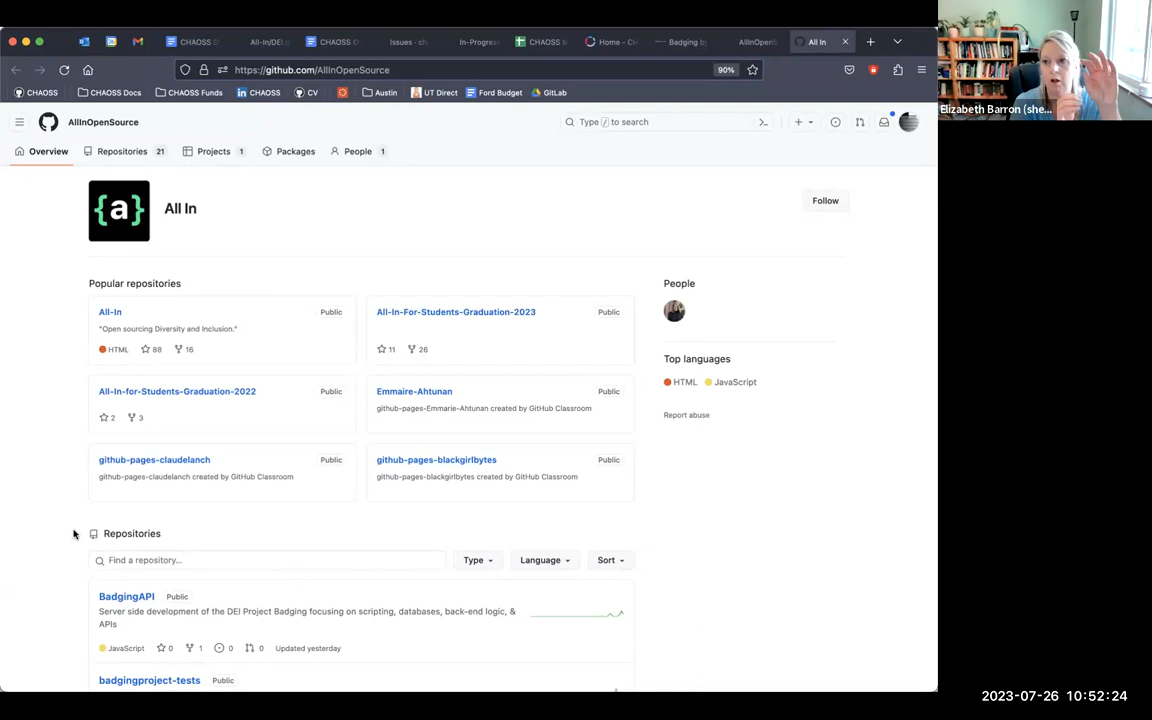 CHAOSS D
All-In/DEI.
CHAOSS O
Issues · ch
In-Progres
CHAOSS M
Home – CH
Badging by
AllInOpenS
All In
https://github.com/AllInOpenSource
90%
CHAOSS
CHAOSS Docs
CHAOSS Funds
CHAOSS
CV
Austin
UT Direct
Ford Budget
GitLab
Elizabeth Barron (she...
AllInOpenSource
Type / to search
Overview
Repositories 21
Projects 1
Packages
People 1
{a}
All In
Follow
Popular repositories
People
All-In Public
"Open sourcing Diversity and Inclusion."
HTML 88 16
All-In-For-Students-Graduation-2023 Public
11 26
Top languages
HTML JavaScript
Report abuse
All-In-for-Students-Graduation-2022 Public
2 3
Emmaire-Ahtunan Public
github-pages-Emmarie-Ahtunan created by GitHub Classroom
github-pages-claudelanch Public
github-pages-claudelanch created by GitHub Classroom
github-pages-blackgirlbytes Public
github-pages-blackgirlbytes created by GitHub Classroom
Repositories
Find a repository...
Type
Language
Sort
BadgingAPI Public
Server side development of the DEI Project Badging focusing on scripting, databases, back-end logic, &
APIs
JavaScript 0 1 0 0 Updated yesterday
badgingproject-tests Public
2023-07-26 10:52:24